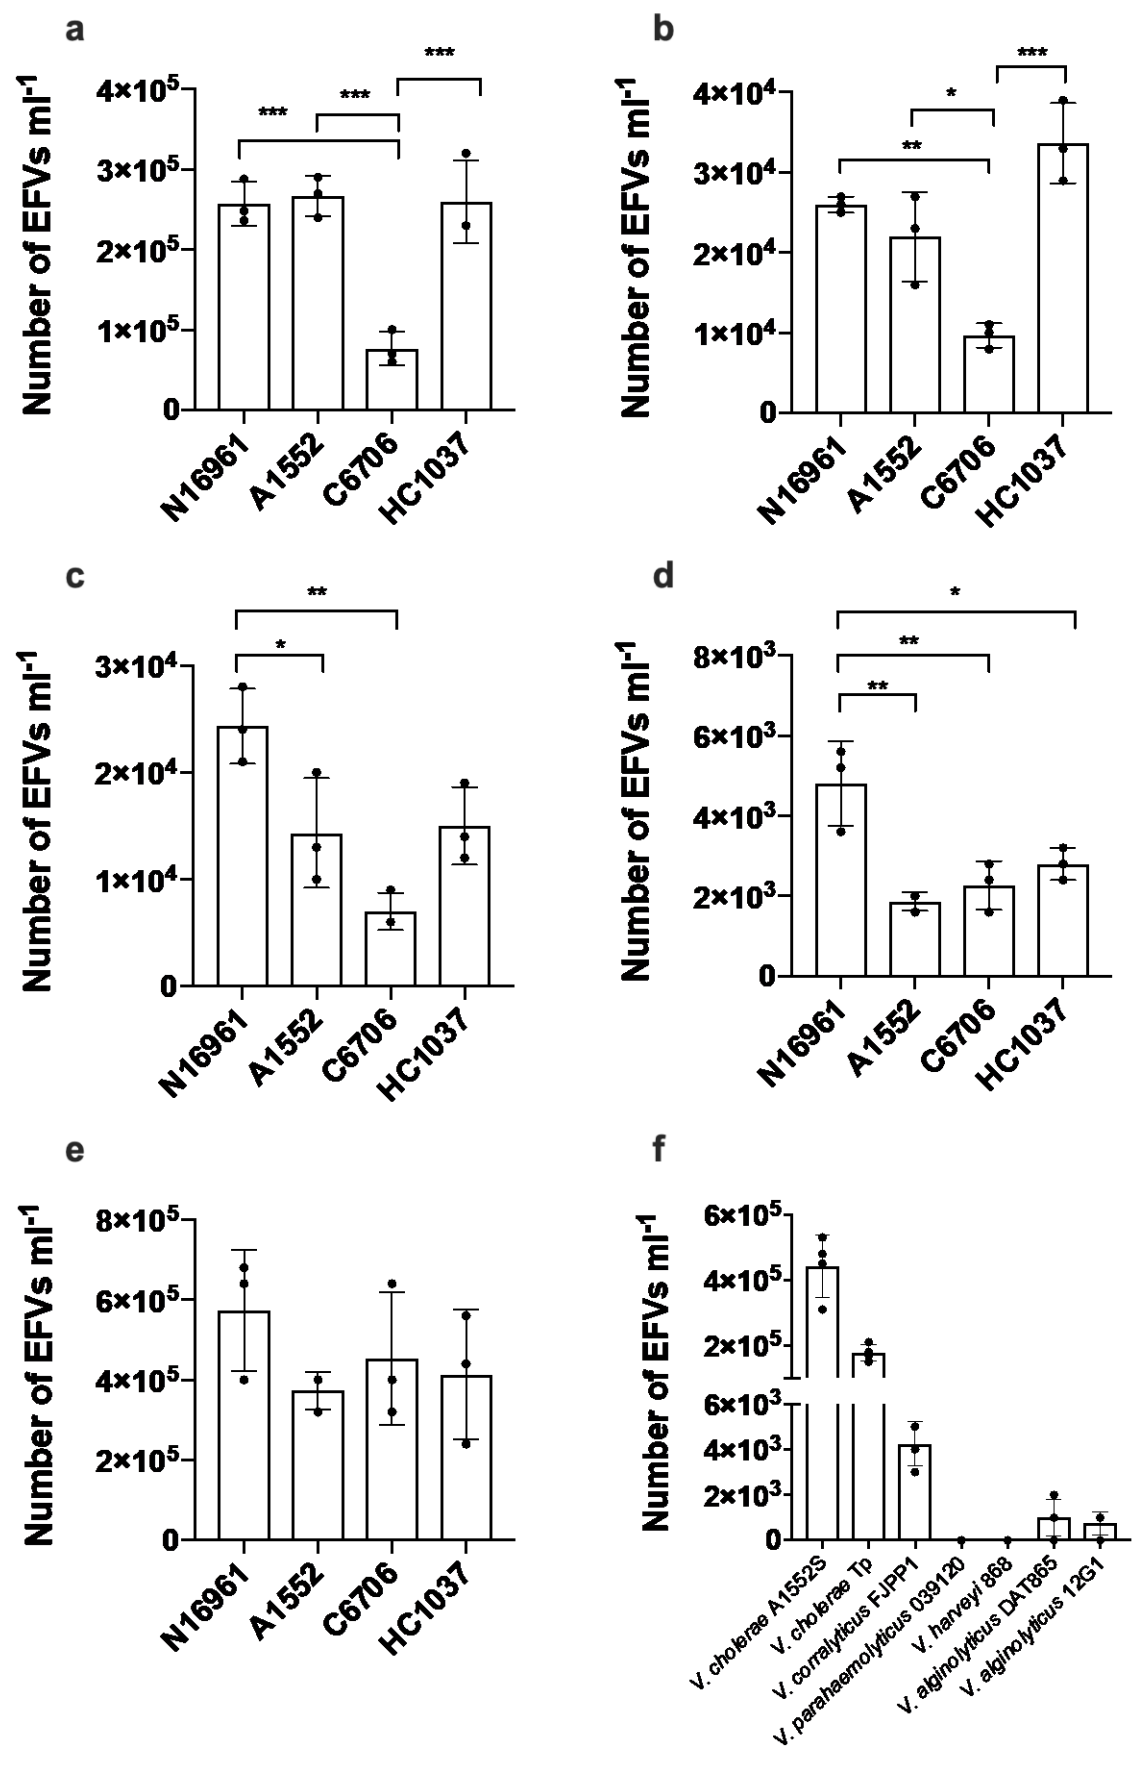 a
Number of EFVs ml-1
4×10⁵
3×10⁵
2×10⁵
1×10⁵
0
***
***
***
N16961
A1552
C6706
HC1037
b
Number of EFVs ml-1
4×10⁴
3×10⁴
2×10⁴
1×10⁴
0
**
*
***
N16961
A1552
C6706
HC1037
c
Number of EFVs ml-1
3×10⁴
2×10⁴
1×10⁴
0
**
*
N16961
A1552
C6706
HC1037
d
Number of EFVs ml-1
8×10³
6×10³
4×10³
2×10³
0
*
**
**
N16961
A1552
C6706
HC1037
e
Number of EFVs ml-1
8×10⁵
6×10⁵
4×10⁵
2×10⁵
0
N16961
A1552
C6706
HC1037
f
Number of EFVs ml-1
6×10⁵
4×10⁵
2×10⁵
6×10³
4×10³
2×10³
0
V. cholerae A1552S
V. cholerae Tp
V. corralyticus FJPP1
V. parahaemolyticus 039120
V. harveyi 868
V. alginolyticus DAT865
V. alginolyticus 12G1